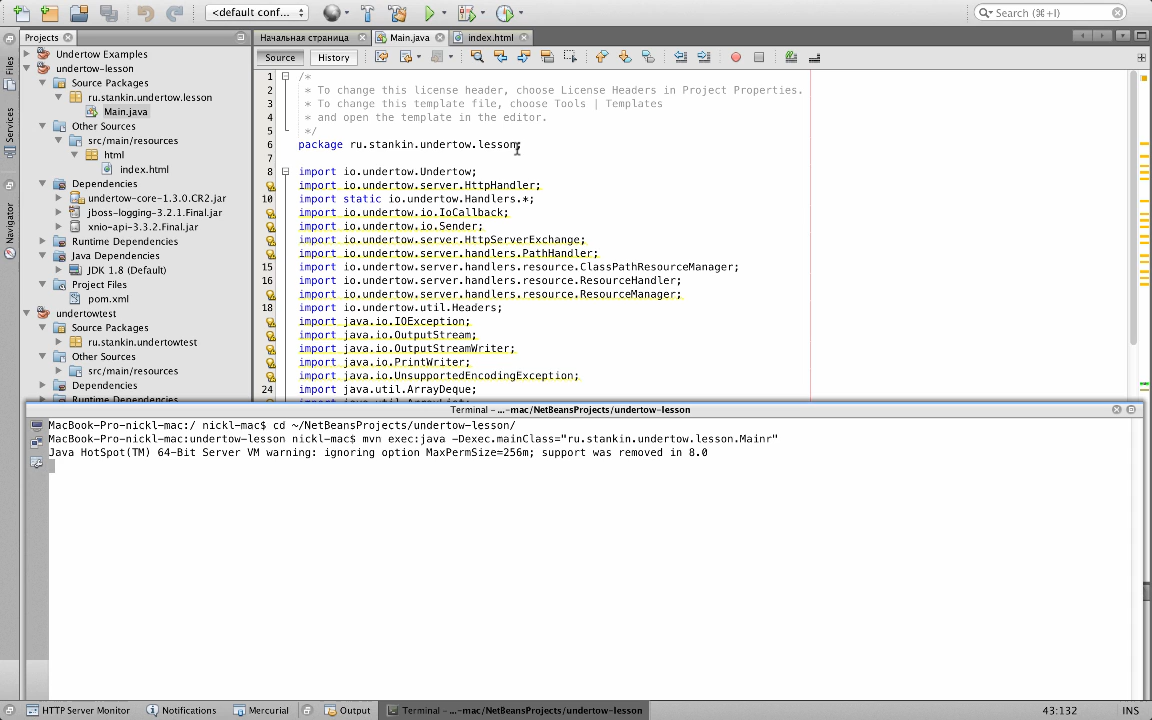 <default conf...
Search (⌘+I)
Projects
Начальная страница
Main.java
index.html
Source
History
Files
Services
Navigator
Undertow Examples
undertow-lesson
Source Packages
ru.stankin.undertow.lesson
Main.java
Other Sources
src/main/resources
html
index.html
Dependencies
undertow-core-1.3.0.CR2.jar
jboss-logging-3.2.1.Final.jar
xnio-api-3.3.2.Final.jar
Runtime Dependencies
Java Dependencies
JDK 1.8 (Default)
Project Files
pom.xml
undertowtest
Source Packages
ru.stankin.undertowtest
Other Sources
src/main/resources
Dependencies
Runtime Dependencies
1 /*
2 * To change this license header, choose License Headers in Project Properties.
3 * To change this template file, choose Tools | Templates
4 * and open the template in the editor.
5 */
6 package ru.stankin.undertow.lesson;
7
8 import io.undertow.Undertow;
import io.undertow.server.HttpHandler;
10 import static io.undertow.Handlers.*;
import io.undertow.io.IoCallback;
import io.undertow.io.Sender;
import io.undertow.server.HttpServerExchange;
import io.undertow.server.handlers.PathHandler;
15 import io.undertow.server.handlers.resource.ClassPathResourceManager;
16 import io.undertow.server.handlers.resource.ResourceHandler;
import io.undertow.server.handlers.resource.ResourceManager;
18 import io.undertow.util.Headers;
import java.io.IOException;
import java.io.OutputStream;
import java.io.OutputStreamWriter;
import java.io.PrintWriter;
import java.io.UnsupportedEncodingException;
24 import java.util.ArrayDeque;
Terminal - ...-mac/NetBeansProjects/undertow-lesson
MacBook-Pro-nickl-mac:/ nickl-mac$ cd ~/NetBeansProjects/undertow-lesson/
MacBook-Pro-nickl-mac:undertow-lesson nickl-mac$ mvn exec:java -Dexec.mainClass="ru.stankin.undertow.lesson.Mainr"
Java HotSpot(TM) 64-Bit Server VM warning: ignoring option MaxPermSize=256m; support was removed in 8.0
HTTP Server Monitor
Notifications
Mercurial
Output
Terminal - ...-mac/NetBeansProjects/undertow-lesson
43:132
INS